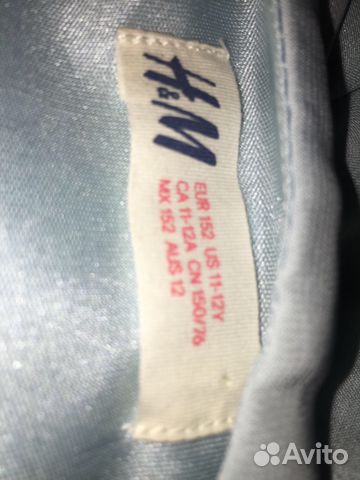 H&M
EUR 152 US 11-12Y
CA 11-12A CN 150/76
MX 152 AUS 12
Avito